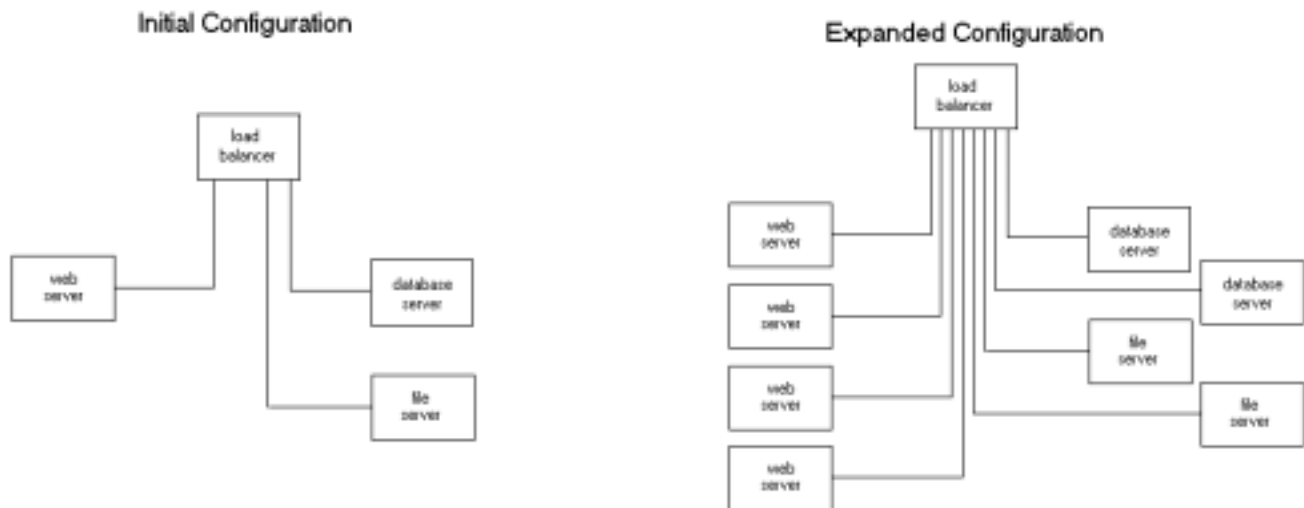 Initial Configuration
load
balancer
web
server
database
server
file
server
Expanded Configuration
load
balancer
web
server
web
server
web
server
web
server
database
server
database
server
file
server
file
server